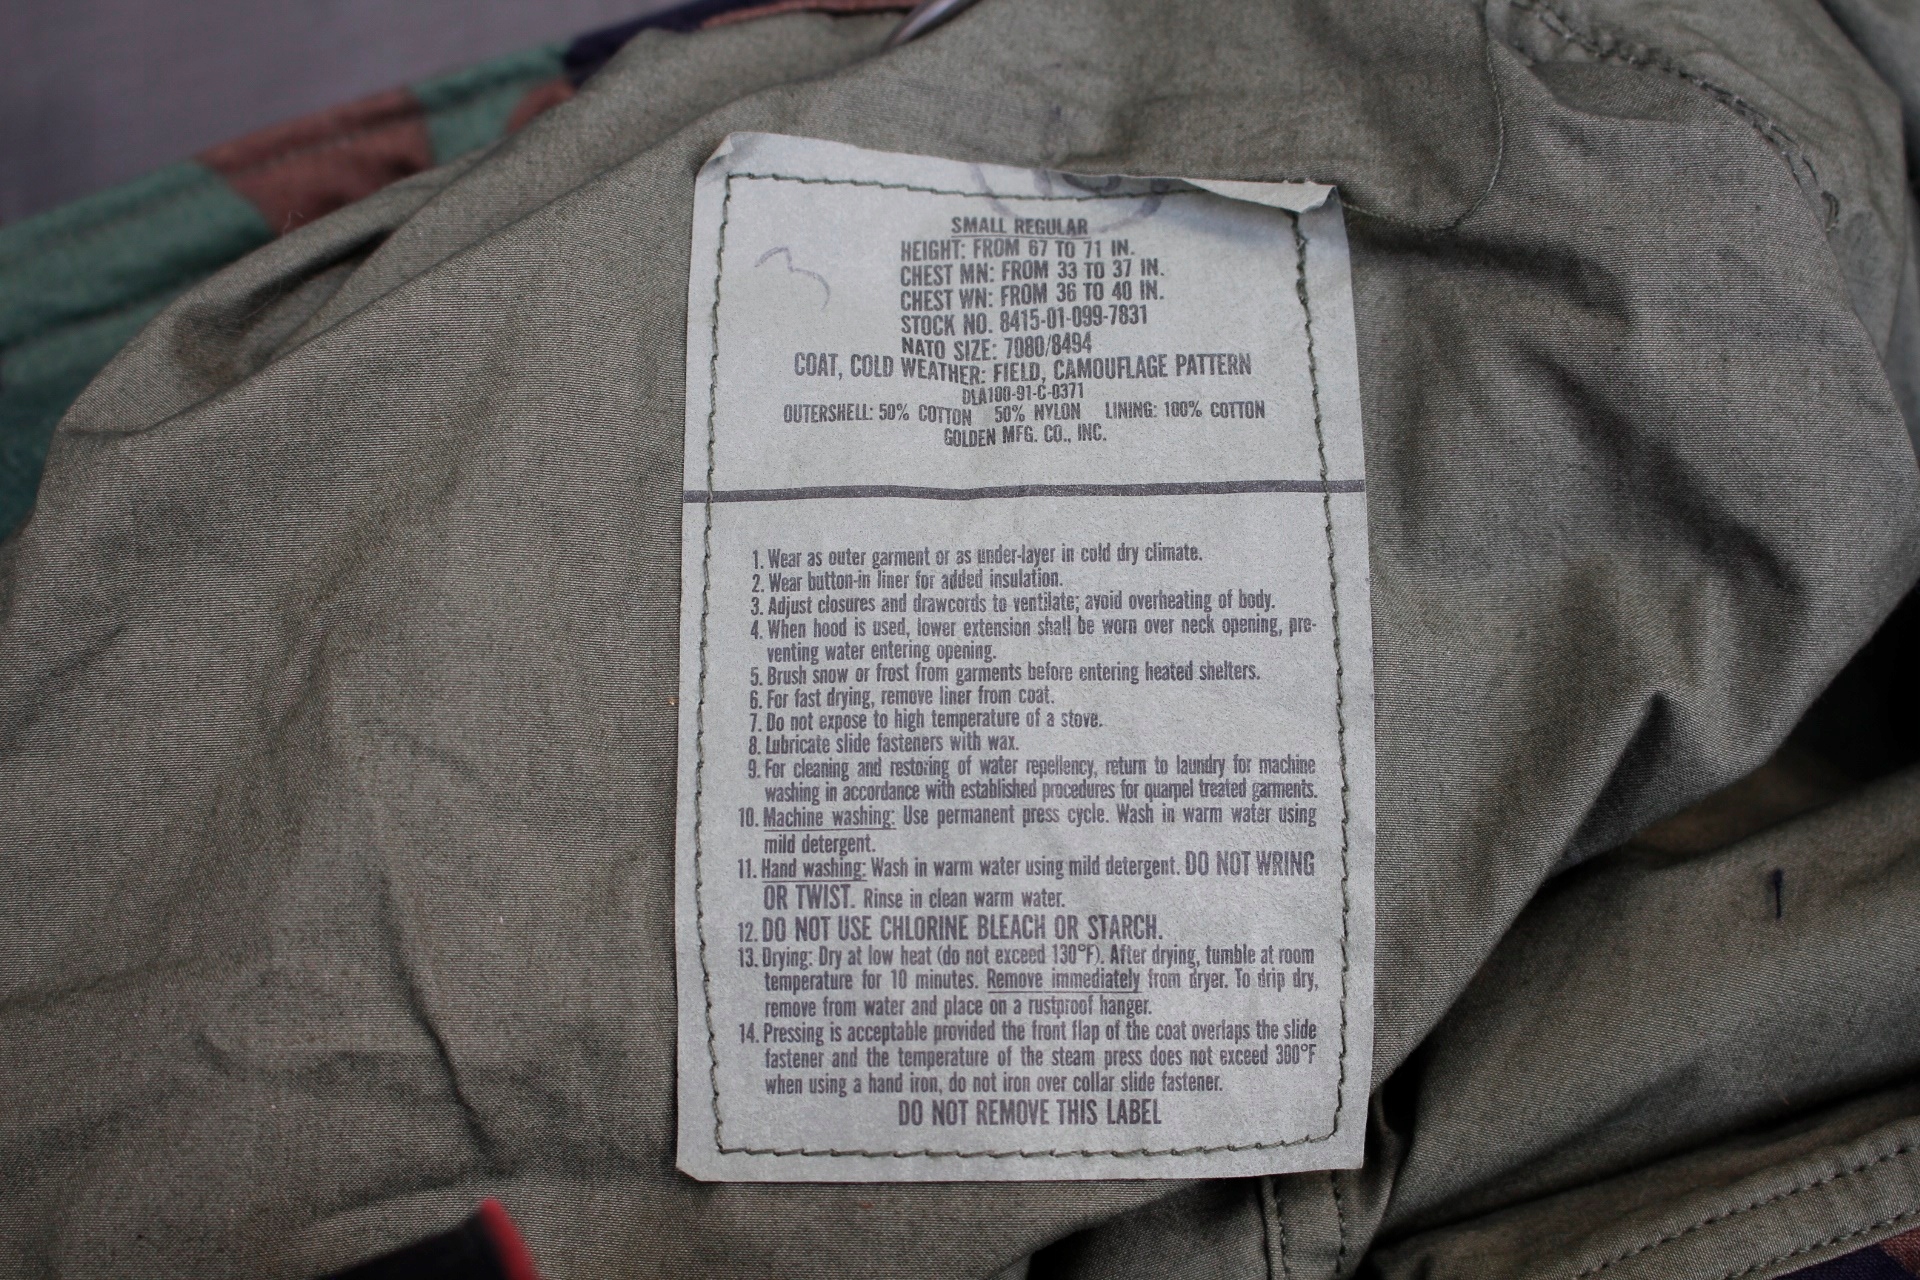 SMALL REGULAR
HEIGHT: FROM 67 TO 71 IN.
CHEST MN: FROM 33 TO 37 IN.
CHEST WN: FROM 36 TO 40 IN.
STOCK NO. 8415-01-099-7831
NATO SIZE: 7080/8494
COAT, COLD WEATHER: FIELD, CAMOUFLAGE PATTERN
DLA100-91-C-0371
OUTERSHELL: 50% COTTON 50% NYLON LINING: 100% COTTON
GOLDEN MFG. CO., INC.
1. Wear as outer garment or as under-layer in cold dry climate.
2. Wear button-in liner for added insulation.
3. Adjust closures and drawcords to ventilate; avoid overheating of body.
4. When hood is used, lower extension shall be worn over neck opening, pre-
venting water entering opening.
5. Brush snow or frost from garments before entering heated shelters.
6. For fast drying, remove liner from coat.
7. Do not expose to high temperature of a stove.
8. Lubricate slide fasteners with wax.
9. For cleaning and restoring of water repellency, return to laundry for machine
washing in accordance with established procedures for quarpel treated garments.
10. Machine washing: Use permanent press cycle. Wash in warm water using
mild detergent.
11. Hand washing: Wash in warm water using mild detergent. DO NOT WRING
OR TWIST. Rinse in clean warm water.
12. DO NOT USE CHLORINE BLEACH OR STARCH.
13. Drying: Dry at low heat (do not exceed 130°F). After drying, tumble at room
temperature for 10 minutes. Remove immediately from dryer. To drip dry,
remove from water and place on a rustproof hanger.
14. Pressing is acceptable provided the front flap of the coat overlaps the slide
fastener and the temperature of the steam press does not exceed 300°F
when using a hand iron, do not iron over collar slide fastener.
DO NOT REMOVE THIS LABEL